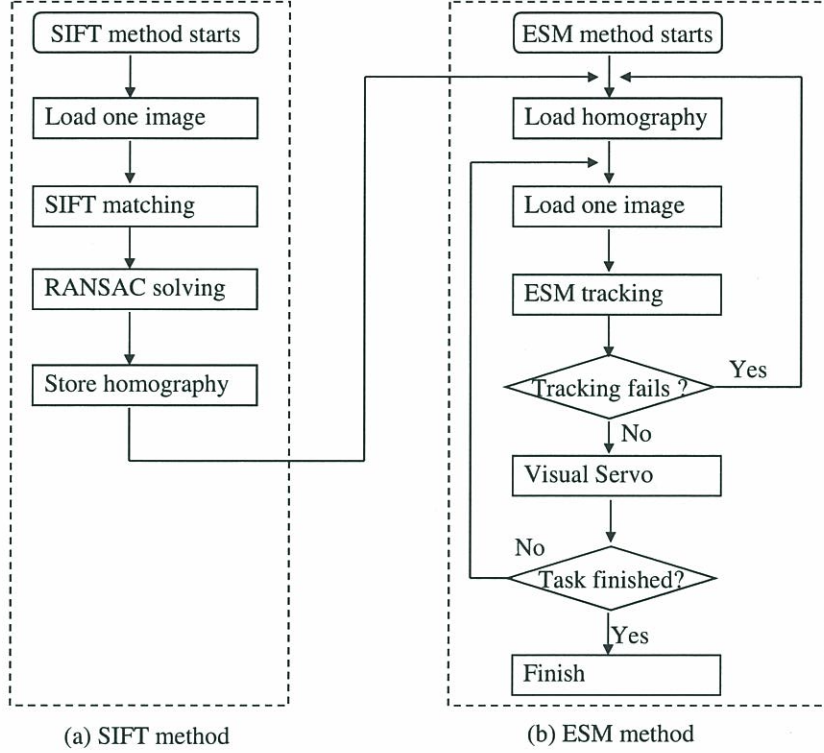 SIFT method starts
Load one image
SIFT matching
RANSAC solving
Store homography
(a) SIFT method
ESM method starts
Load homography
Load one image
ESM tracking
Tracking fails ?
Yes
No
Visual Servo
No
Task finished?
Yes
Finish
(b) ESM method